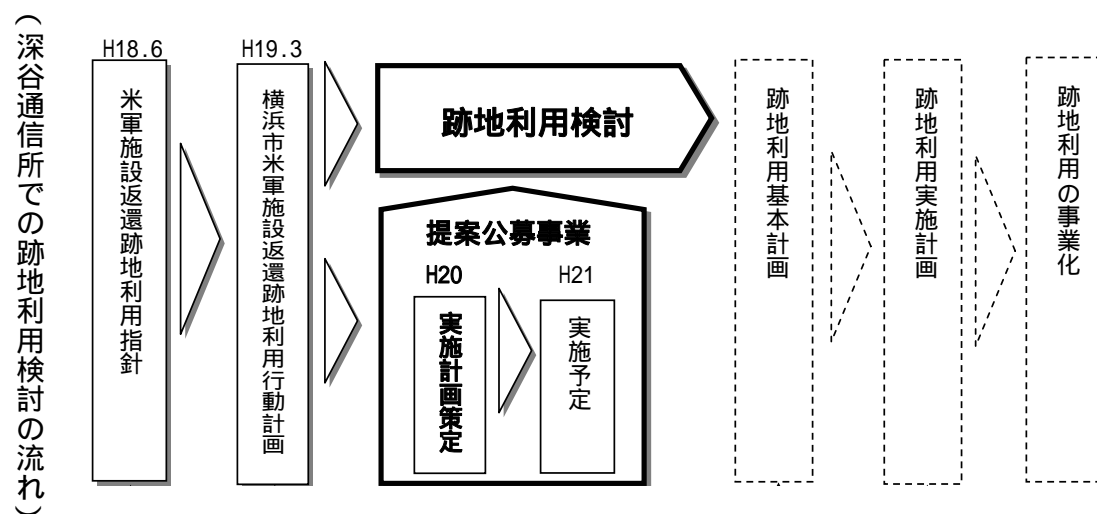 (深谷通信所での跡地利用検討の流れ)
H18.6
米軍施設返還跡地利用指針
H19.3
横浜市米軍施設返還跡地利用行動計画
跡地利用検討
提案公募事業
H20
実施計画策定
H21
実施予定
跡地利用基本計画
跡地利用実施計画
跡地利用の事業化